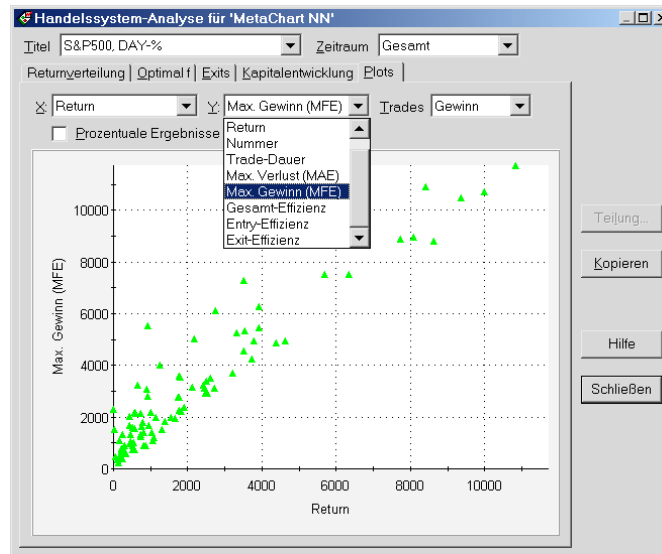 Handelssystem-Analyse für 'MetaChart NN'
Titel S&P500, DAY-% Zeitraum Gesamt
Returnverteilung Optimal f Exits Kapitalentwicklung Plots
X: Return Y: Max. Gewinn (MFE) Trades Gewinn
Prozentuale Ergebnisse
Return
Nummer
Trade-Dauer
Max. Verlust (MAE)
Max. Gewinn (MFE)
Gesamt-Effizienz
Entry-Effizienz
Exit-Effizienz
Max. Gewinn (MFE)
10000
8000
6000
4000
2000
0
0 2000 4000 6000 8000 10000
Return
Teilung...
Kopieren
Hilfe
Schließen